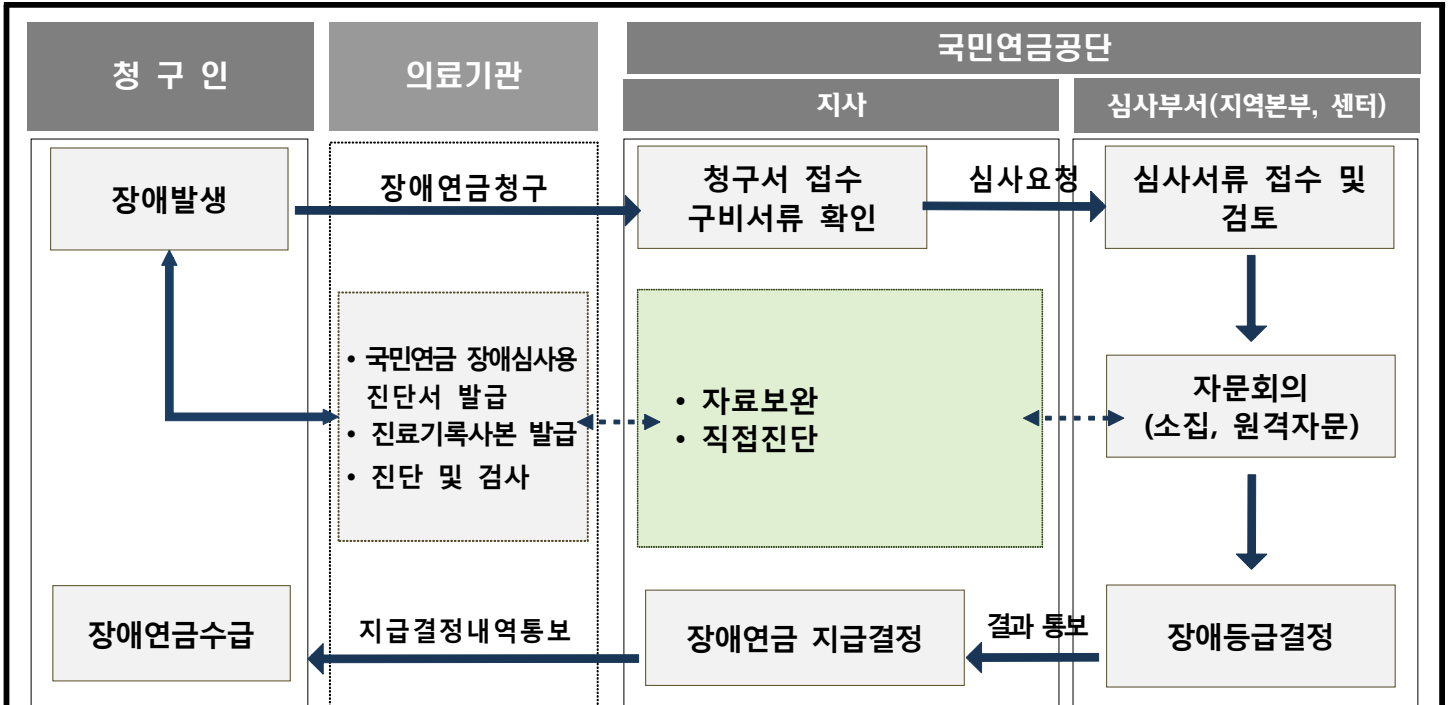 청 구 인
의료기관
국민연금공단
지사
심사부서(지역본부, 센터)
장애발생
장애연금청구
청구서 접수
구비서류 확인
심사요청
심사서류 접수 및
검토
• 국민연금 장애심사용
진단서 발급
• 진료기록사본 발급
• 진단 및 검사
• 자료보완
• 직접진단
자문회의
(소집, 원격자문)
장애연금수급
지급결정내역통보
장애연금 지급결정
결과 통보
장애등급결정